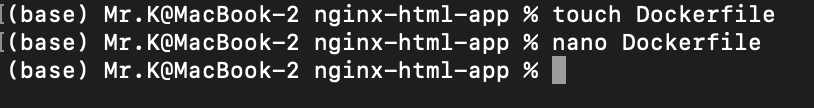 [(base) Mr.K@MacBook-2 nginx-html-app % touch Dockerfile
[(base) Mr.K@MacBook-2 nginx-html-app % nano Dockerfile
(base) Mr.K@MacBook-2 nginx-html-app %